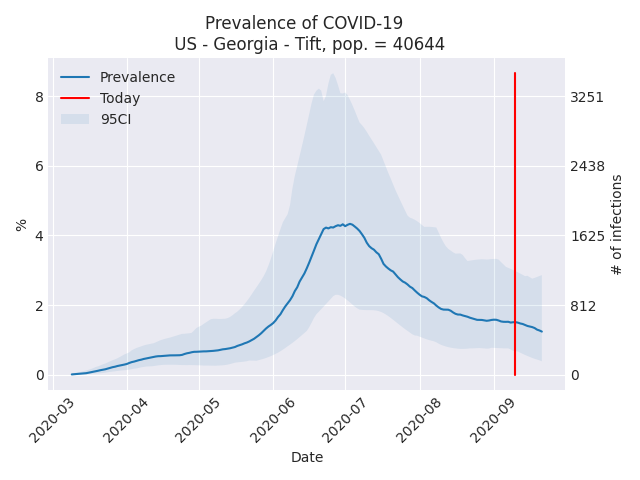 Prevalence of COVID-19
US - Georgia - Tift, pop. = 40644
Prevalence
Today
95CI
8
6
4
2
0
%
3251
2438
1625
812
0
# of infections
2020-03
2020-04
2020-05
2020-06
2020-07
2020-08
2020-09
Date